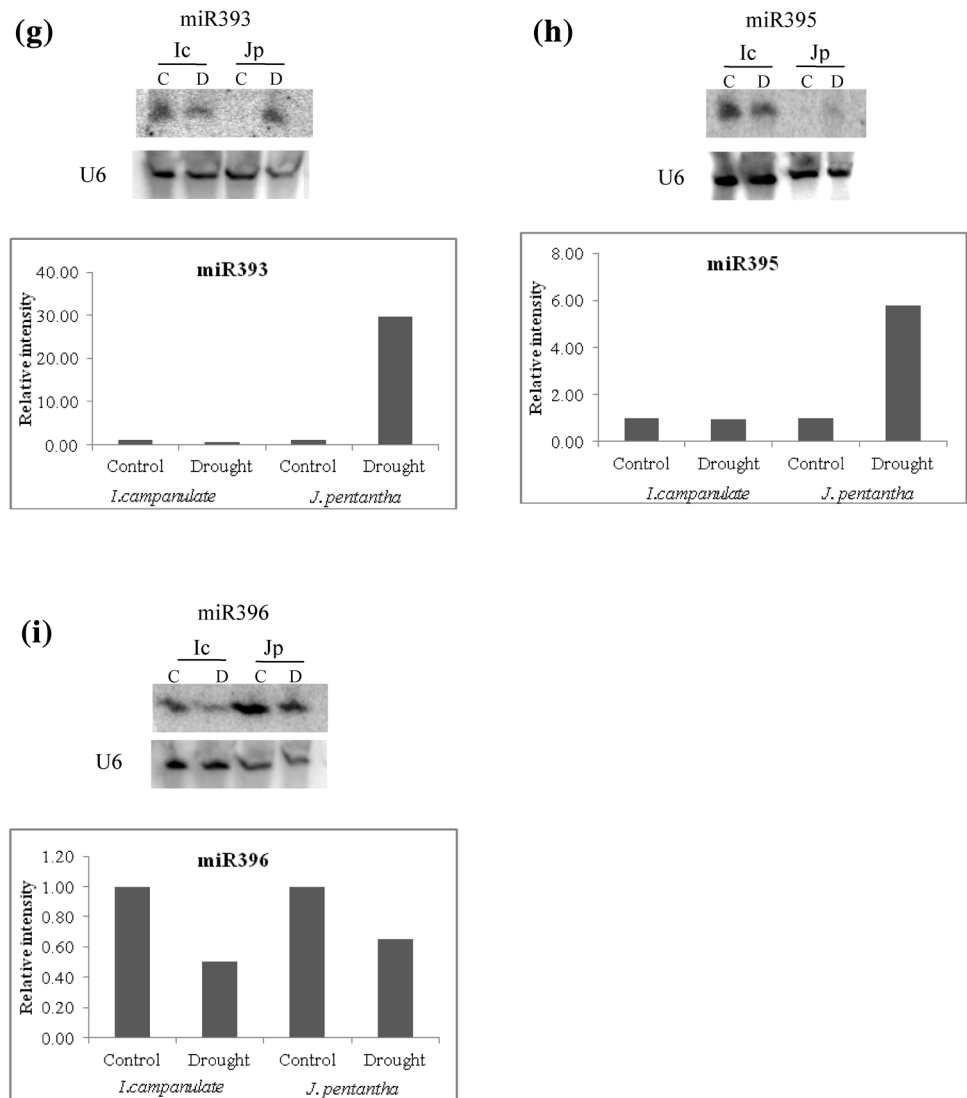 (g)
miR393
Ic Jp
C D C D
U6
miR393
Relative intensity
40.00
30.00
20.00
10.00
0.00
Control Drought Control Drought
I.campanulate J. pentantha
(h)
miR395
Ic Jp
C D C D
U6
miR395
Relative intensity
8.00
6.00
4.00
2.00
0.00
Control Drought Control Drought
I.campanulate J. pentantha
(i)
miR396
Ic Jp
C D C D
U6
miR396
Relative intensity
1.20
1.00
0.80
0.60
0.40
0.20
0.00
Control Drought Control Drought
I.campanulate J. pentantha